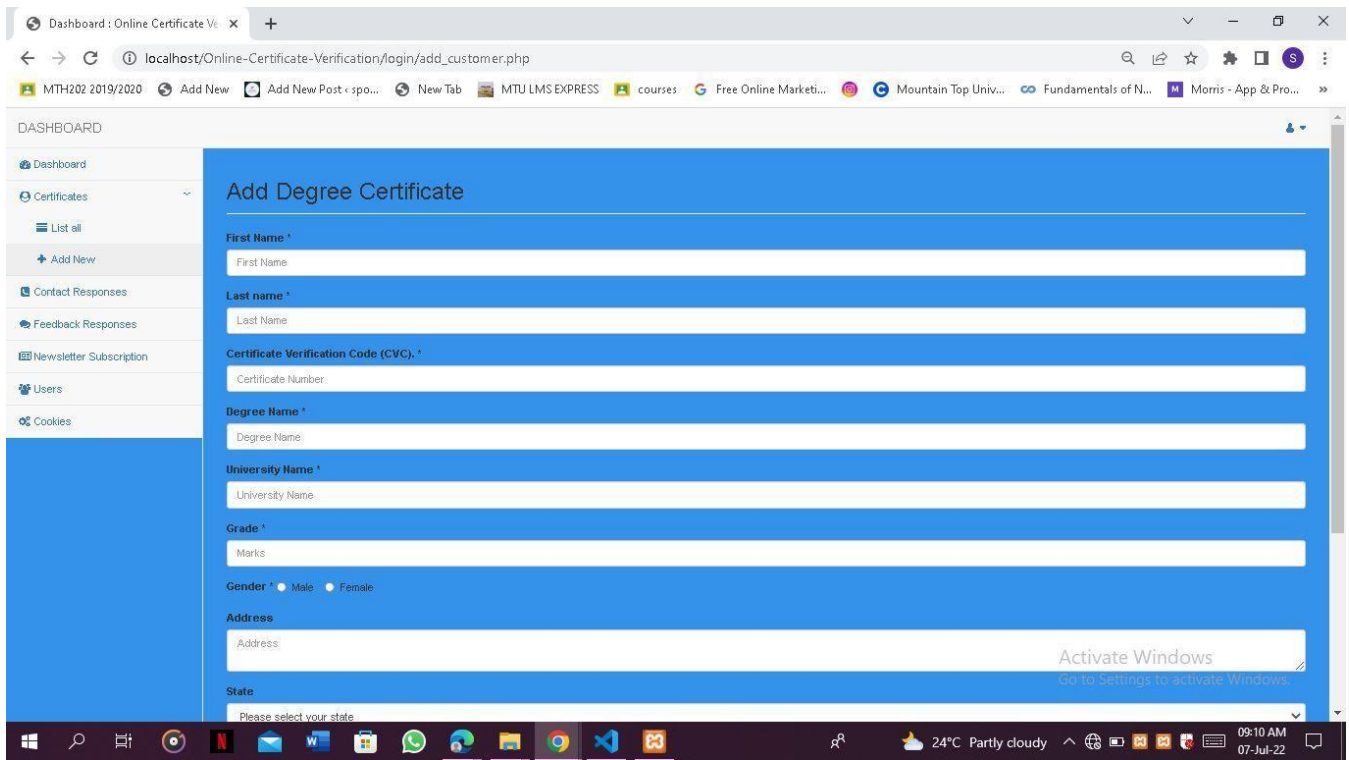 Dashboard : Online Certificate Ve
localhost/Online-Certificate-Verification/login/add_customer.php
S
MTH202 2019/2020 Add New Add New Post ‹ spo... New Tab MTU LMS EXPRESS courses Free Online Marketi... Mountain Top Univ... Fundamentals of N... Morris - App & Pro... »
DASHBOARD
Dashboard
Certificates
List all
Add New
Contact Responses
Feedback Responses
Newsletter Subscription
Users
Cookies
Add Degree Certificate
First Name *
First Name
Last name *
Last Name
Certificate Verification Code (CVC). *
Certificate Number
Degree Name *
Degree Name
University Name *
University Name
Grade *
Marks
Gender * Male Female
Address
Address
State
Please select your state
Activate Windows
Go to Settings to activate Windows.
24°C Partly cloudy
09:10 AM
07-Jul-22